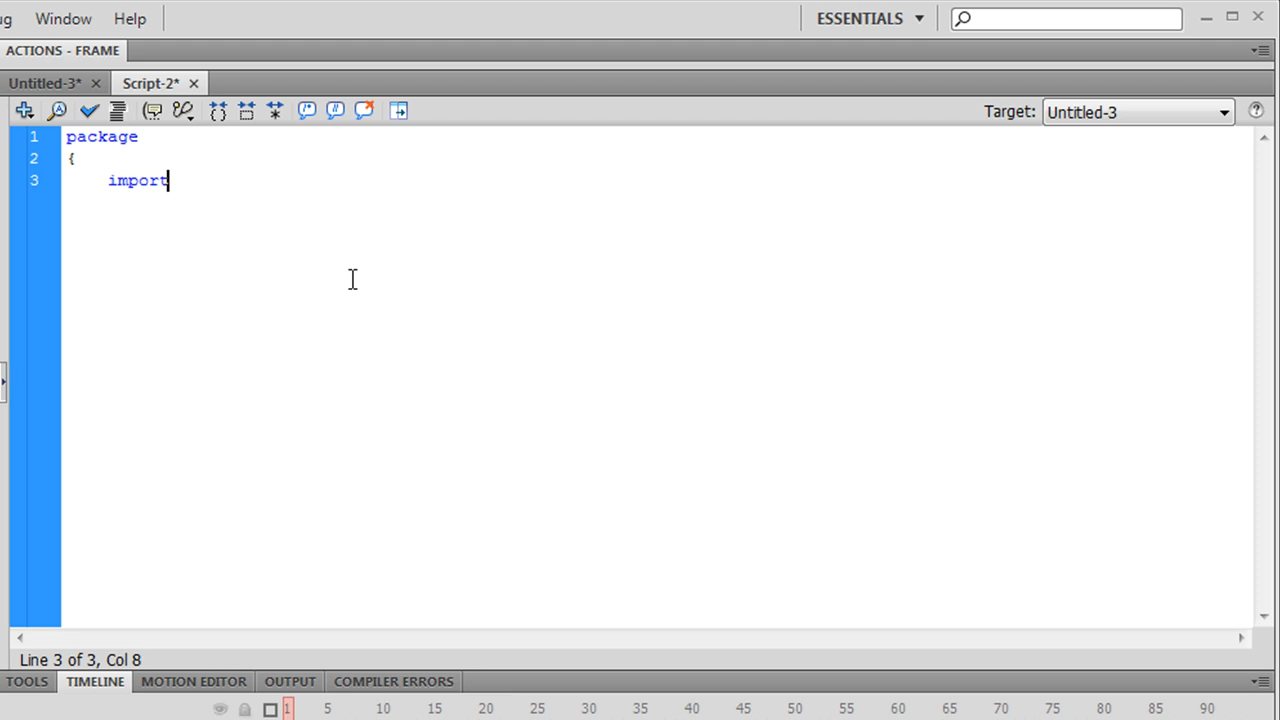 ug Window Help ESSENTIALS
ACTIONS - FRAME
Untitled-3* Script-2*
Target: Untitled-3
1 package
2 {
3 import
Line 3 of 3, Col 8
TOOLS TIMELINE MOTION EDITOR OUTPUT COMPILER ERRORS
1 5 10 15 20 25 30 35 40 45 50 55 60 65 70 75 80 85 90